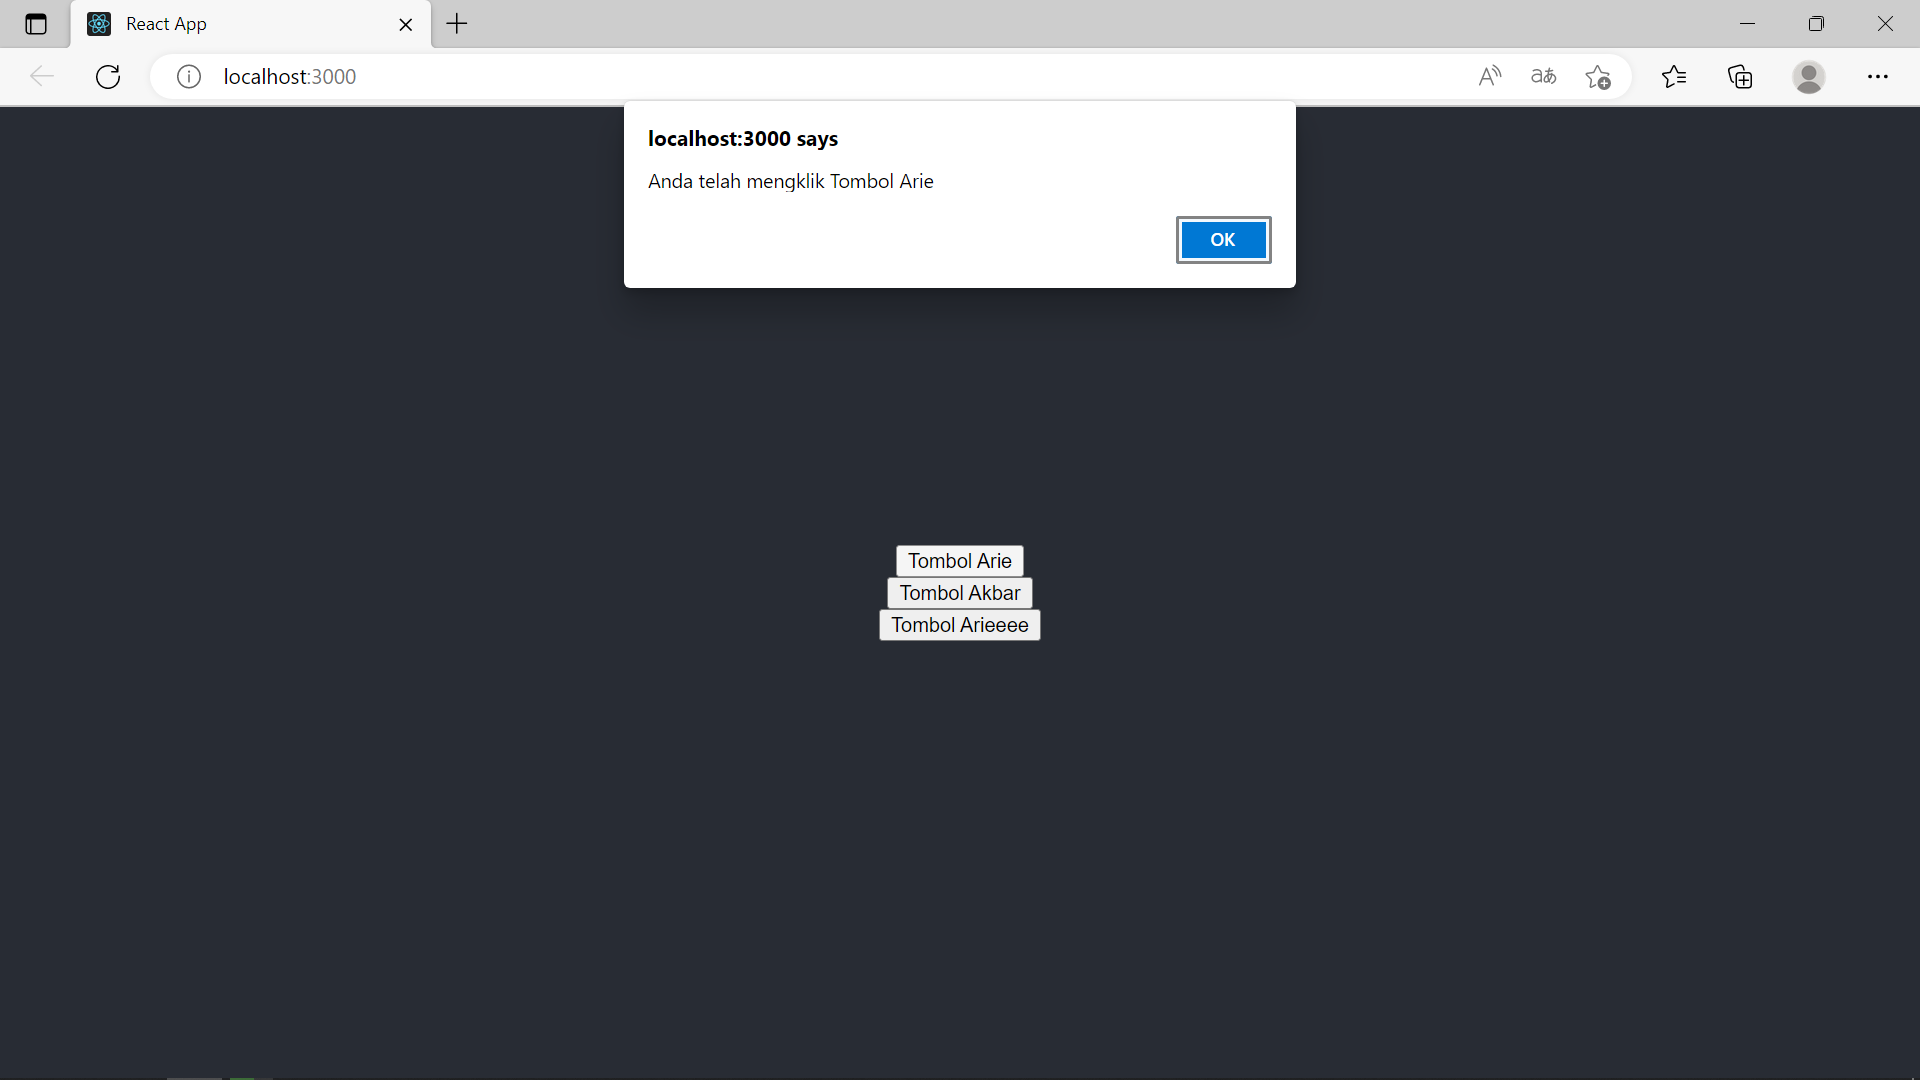 React App
localhost:3000
localhost:3000 says
Anda telah mengklik Tombol Arie
OK
Tombol Arie
Tombol Akbar
Tombol Arieeee